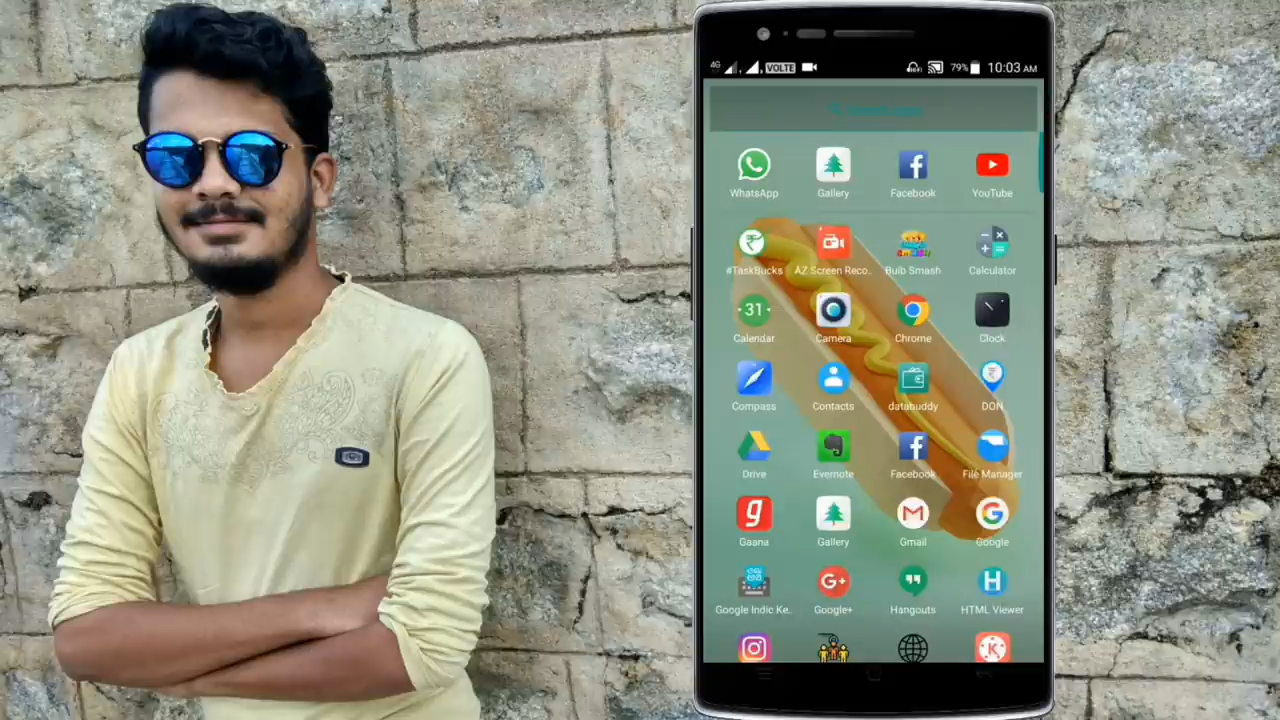 4G VOLTE 79% 10:03 AM
WhatsApp Gallery Facebook YouTube
#TaskBucks AZ Screen Reco.. Bulb Smash Calculator
31
Calendar Camera Chrome Clock
Compass Contacts databuddy DON
Drive Evernote Facebook File Manager
Gaana Gallery Gmail Google
Google Indic Ke.. Google+ Hangouts HTML Viewer